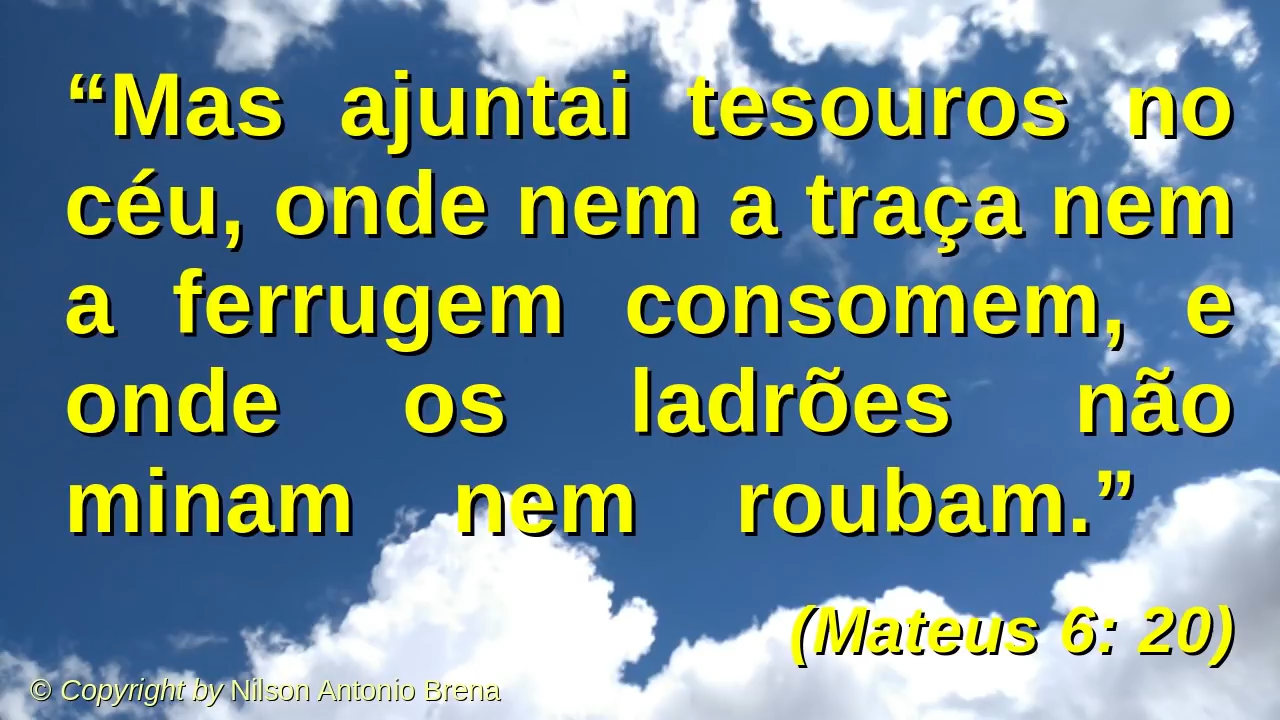 “Mas ajuntai tesouros no
céu, onde nem a traça nem
a ferrugem consomem, e
onde os ladrões não
minam nem roubam.”
(Mateus 6: 20)
© Copyright by Nilson Antonio Brena